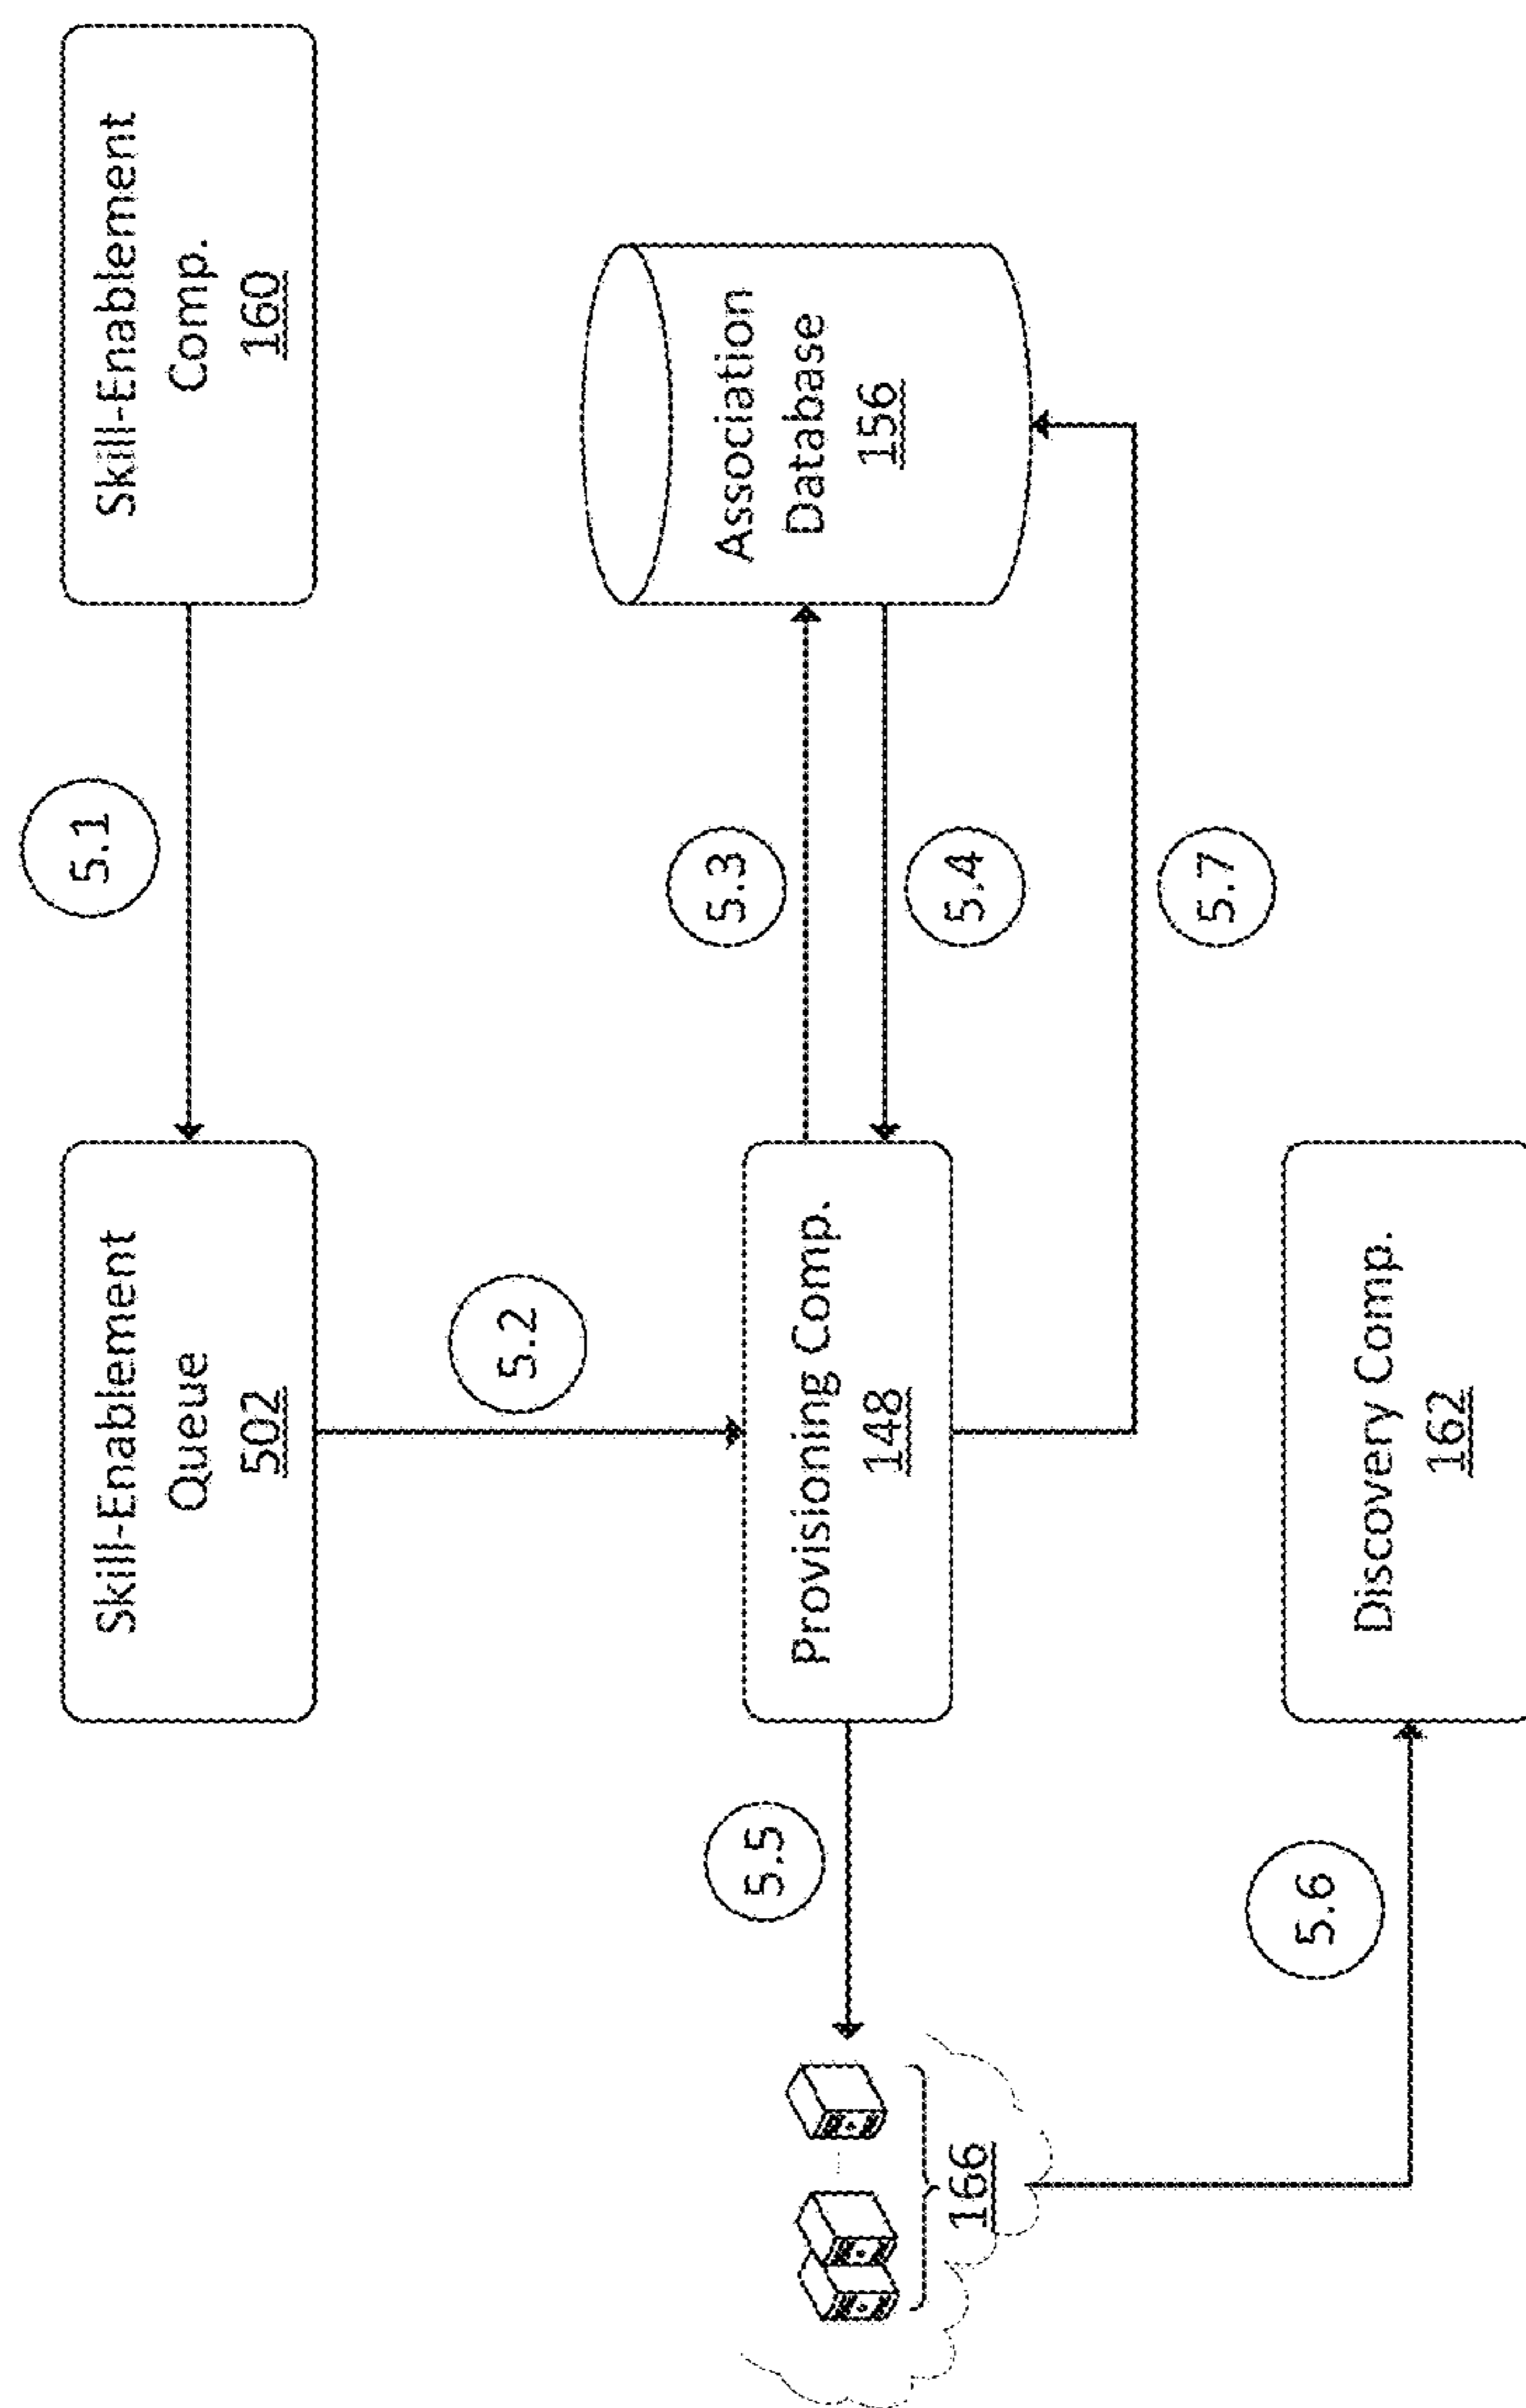 Skill-Enablement
Comp.
160
5.1
Skill-Enablement
Queue
502
5.2
Association
Database
156
5.3
5.4
5.7
Provisioning Comp.
148
5.5
166
5.6
Discovery Comp.
162